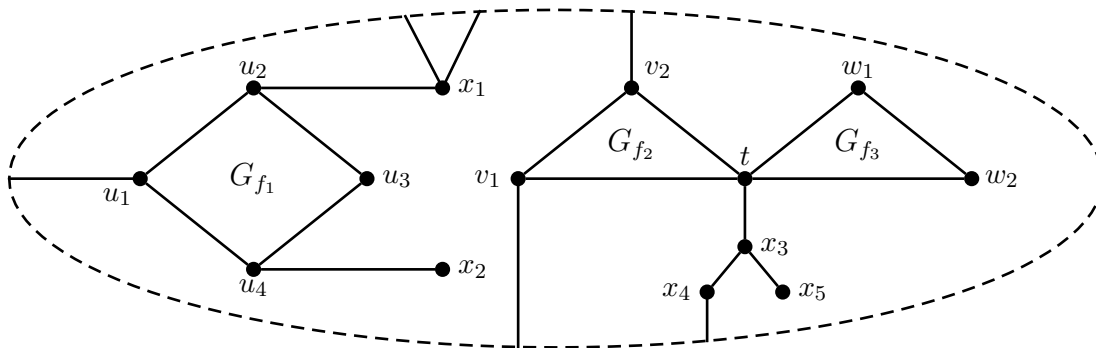 u₂ x₁ v₂ w₁
G_{f₁} G_{f₂} G_{f₃}
u₁ u₃ v₁ t w₂
u₄ x₂ x₃
x₄ x₅